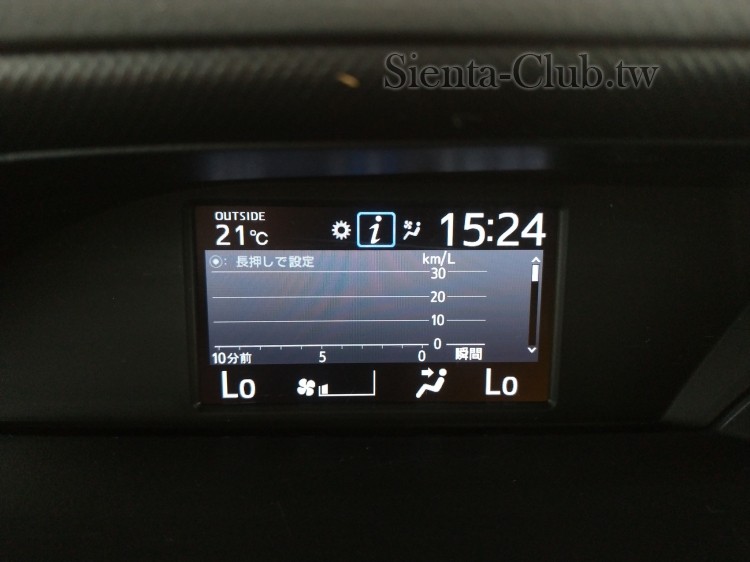 Sienta-Club.tw
OUTSIDE
21℃
i
15:24
: 長押しで設定
km/L
30
20
10
0
10分前 5 0 瞬間
Lo
Lo